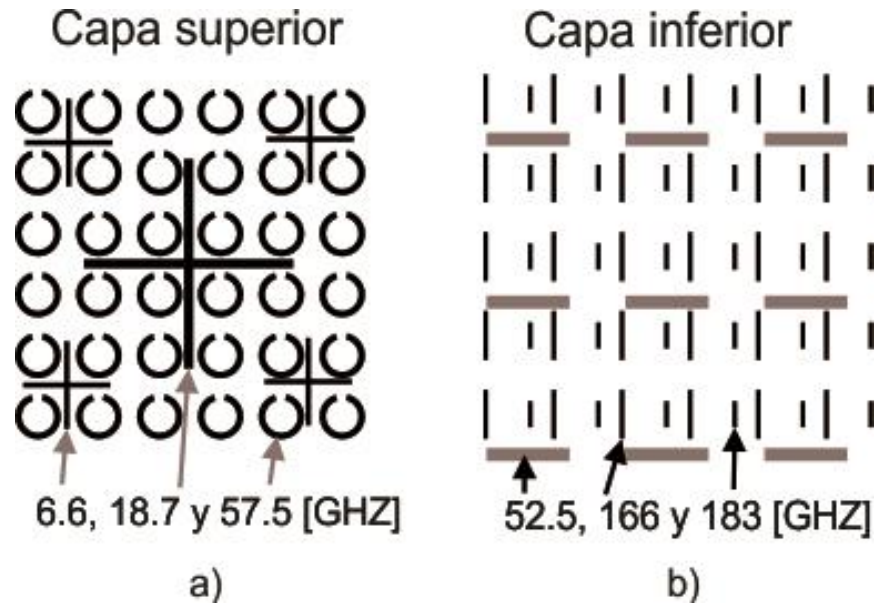 Capa superior
Capa inferior
6.6, 18.7 y 57.5 [GHZ]
52.5, 166 y 183 [GHZ]
a)
b)